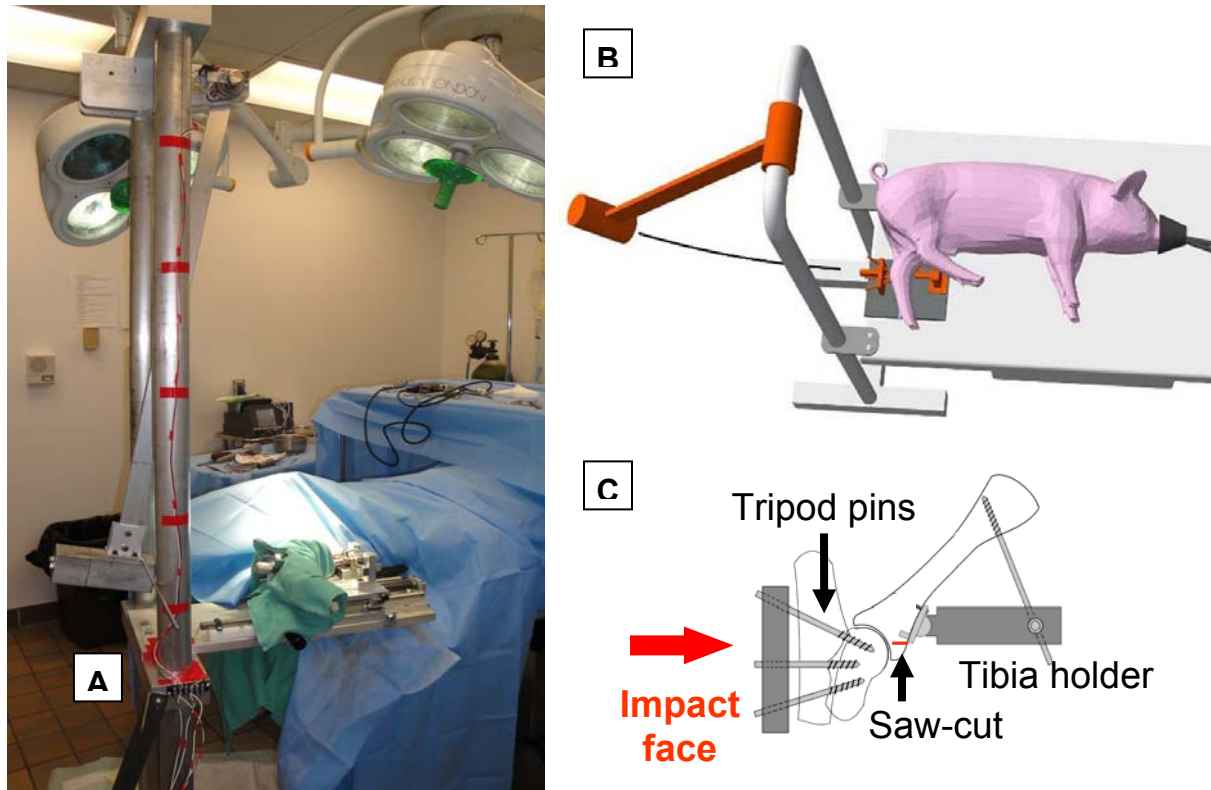 A
B
C
Tripod pins
Impact
face
Saw-cut
Tibia holder